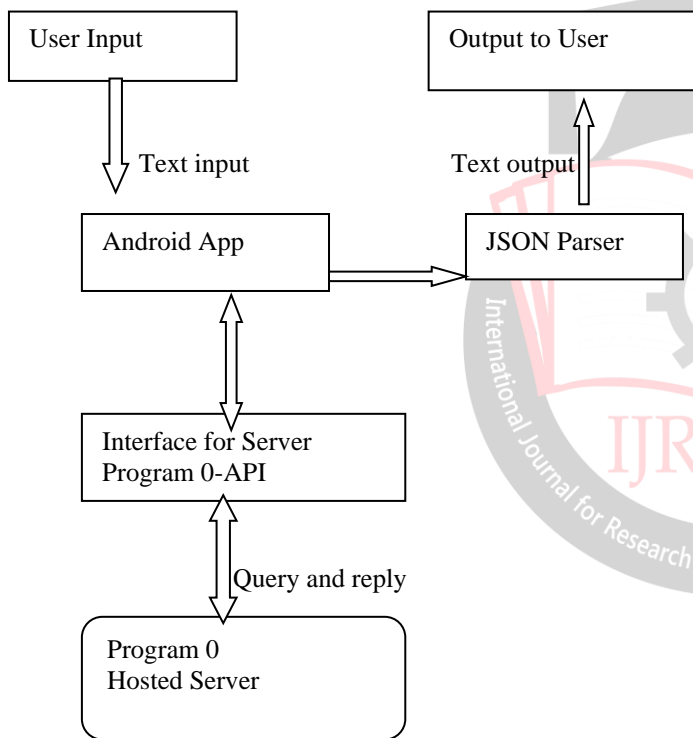 User Input
Output to User
Text input
Text output
Android App
JSON Parser
Interface for Server
Program 0-API
Query and reply
Program 0
Hosted Server
International Journal for Research
IJR